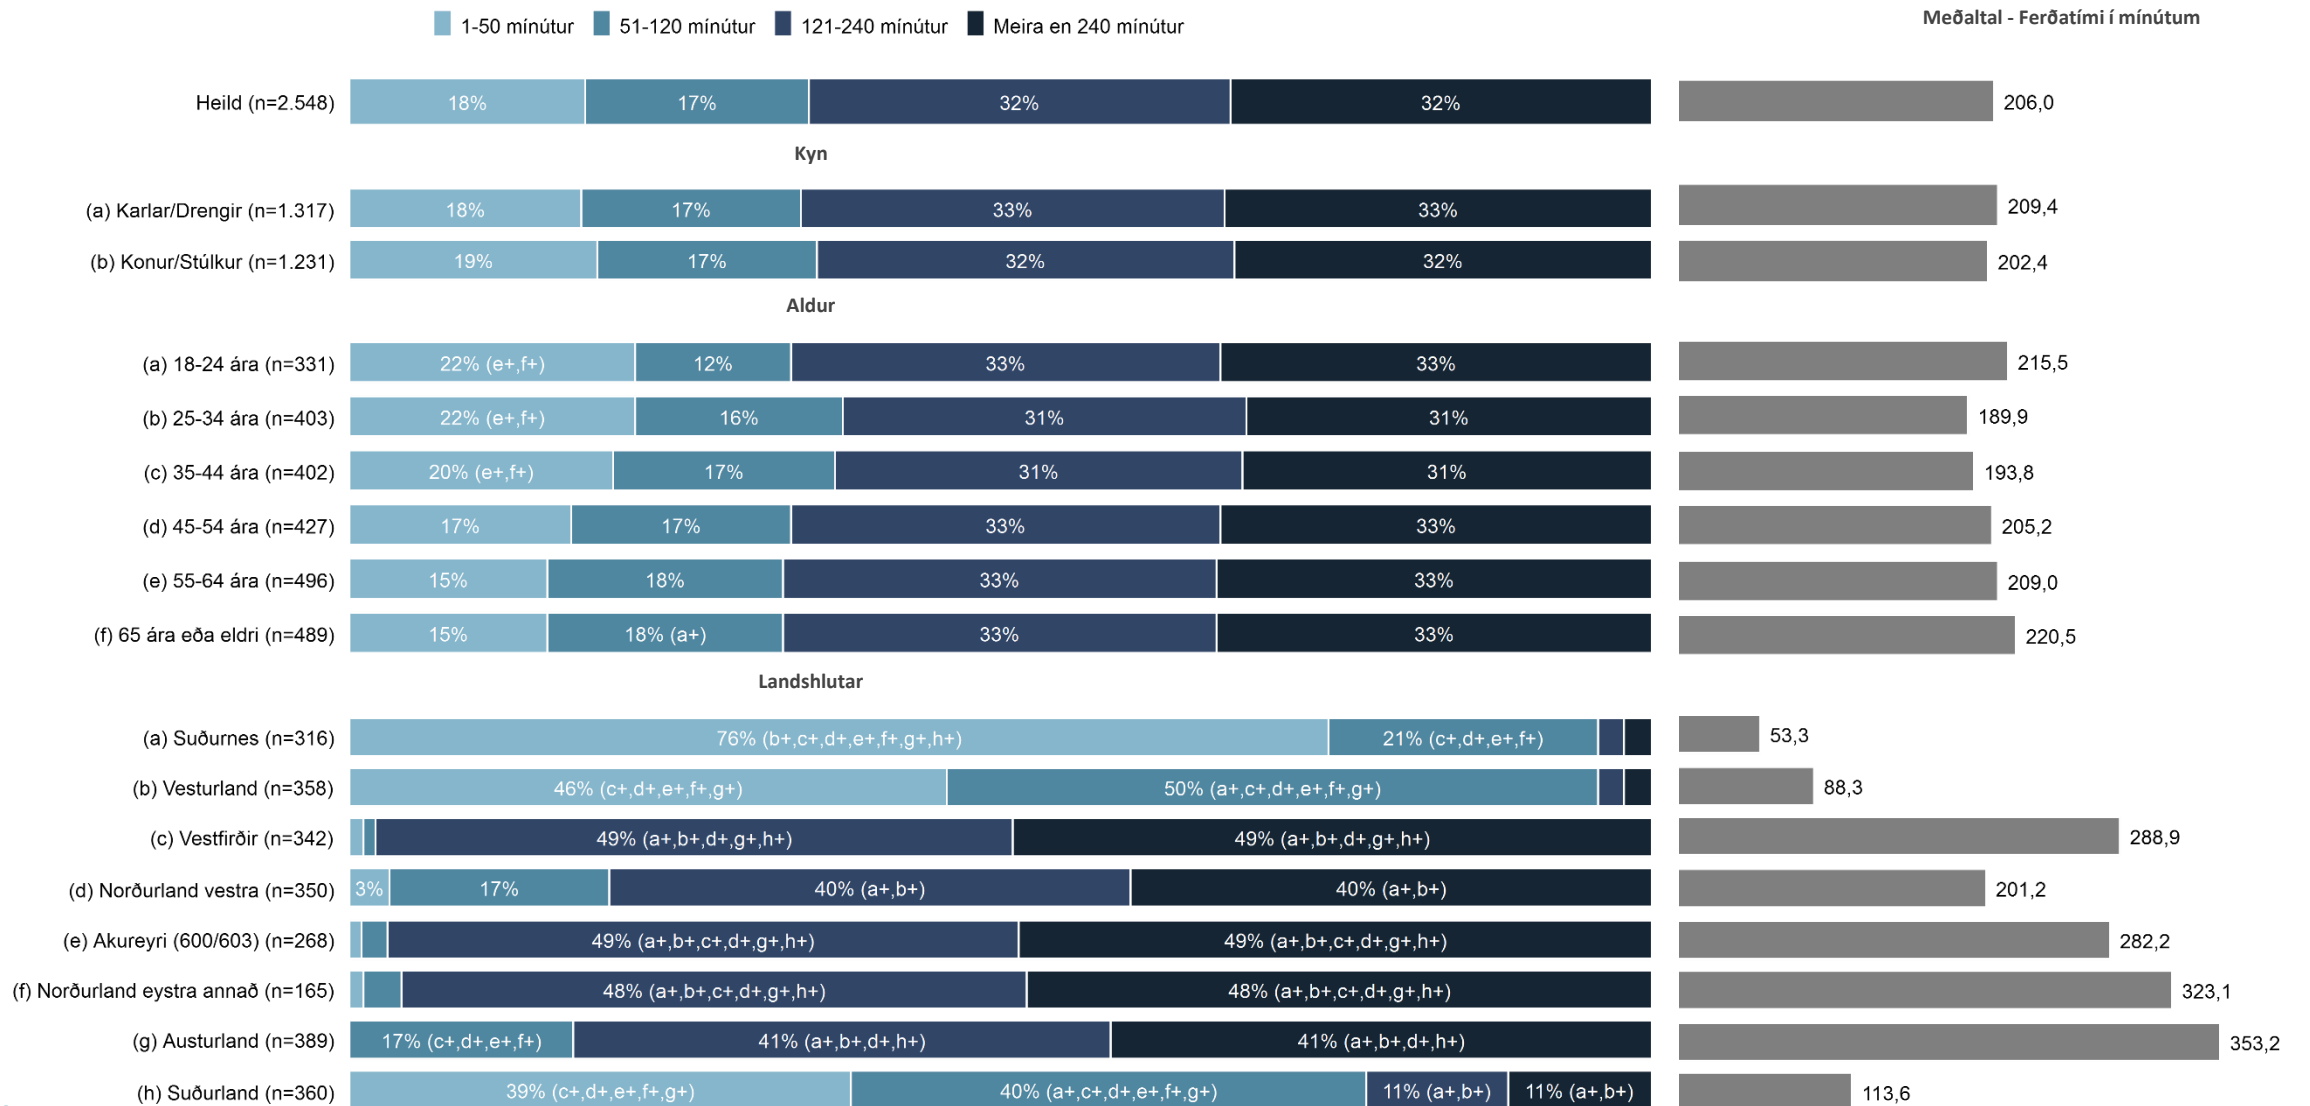 1-50 mínútur 51-120 mínútur 121-240 mínútur Meira en 240 mínútur
Meðaltal - Ferðatími í mínútum
Heild (n=2.548) 18% 17% 32% 32% 206,0
Kyn
(a) Karlar/Drengir (n=1.317) 18% 17% 33% 33% 209,4
(b) Konur/Stúlkur (n=1.231) 19% 17% 32% 32% 202,4
Aldur
(a) 18-24 ára (n=331) 22% (e+,f+) 12% 33% 33% 215,5
(b) 25-34 ára (n=403) 22% (e+,f+) 16% 31% 31% 189,9
(c) 35-44 ára (n=402) 20% (e+,f+) 17% 31% 31% 193,8
(d) 45-54 ára (n=427) 17% 17% 33% 33% 205,2
(e) 55-64 ára (n=496) 15% 18% 33% 33% 209,0
(f) 65 ára eða eldri (n=489) 15% 18% (a+) 33% 33% 220,5
Landshlutar
(a) Suðurnes (n=316) 76% (b+,c+,d+,e+,f+,g+,h+) 21% (c+,d+,e+,f+) 53,3
(b) Vesturland (n=358) 46% (c+,d+,e+,f+,g+) 50% (a+,c+,d+,e+,f+,g+) 88,3
(c) Vestfirðir (n=342) 49% (a+,b+,d+,g+,h+) 49% (a+,b+,d+,g+,h+) 288,9
(d) Norðurland vestra (n=350) 3% 17% 40% (a+,b+) 40% (a+,b+) 201,2
(e) Akureyri (600/603) (n=268) 49% (a+,b+,c+,d+,g+,h+) 49% (a+,b+,c+,d+,g+,h+) 282,2
(f) Norðurland eystra annað (n=165) 48% (a+,b+,c+,d+,g+,h+) 48% (a+,b+,c+,d+,g+,h+) 323,1
(g) Austurland (n=389) 17% (c+,d+,e+,f+) 41% (a+,b+,d+,h+) 41% (a+,b+,d+,h+) 353,2
(h) Suðurland (n=360) 39% (c+,d+,e+,f+,g+) 40% (a+,c+,d+,e+,f+,g+) 11% (a+,b+) 11% (a+,b+) 113,6